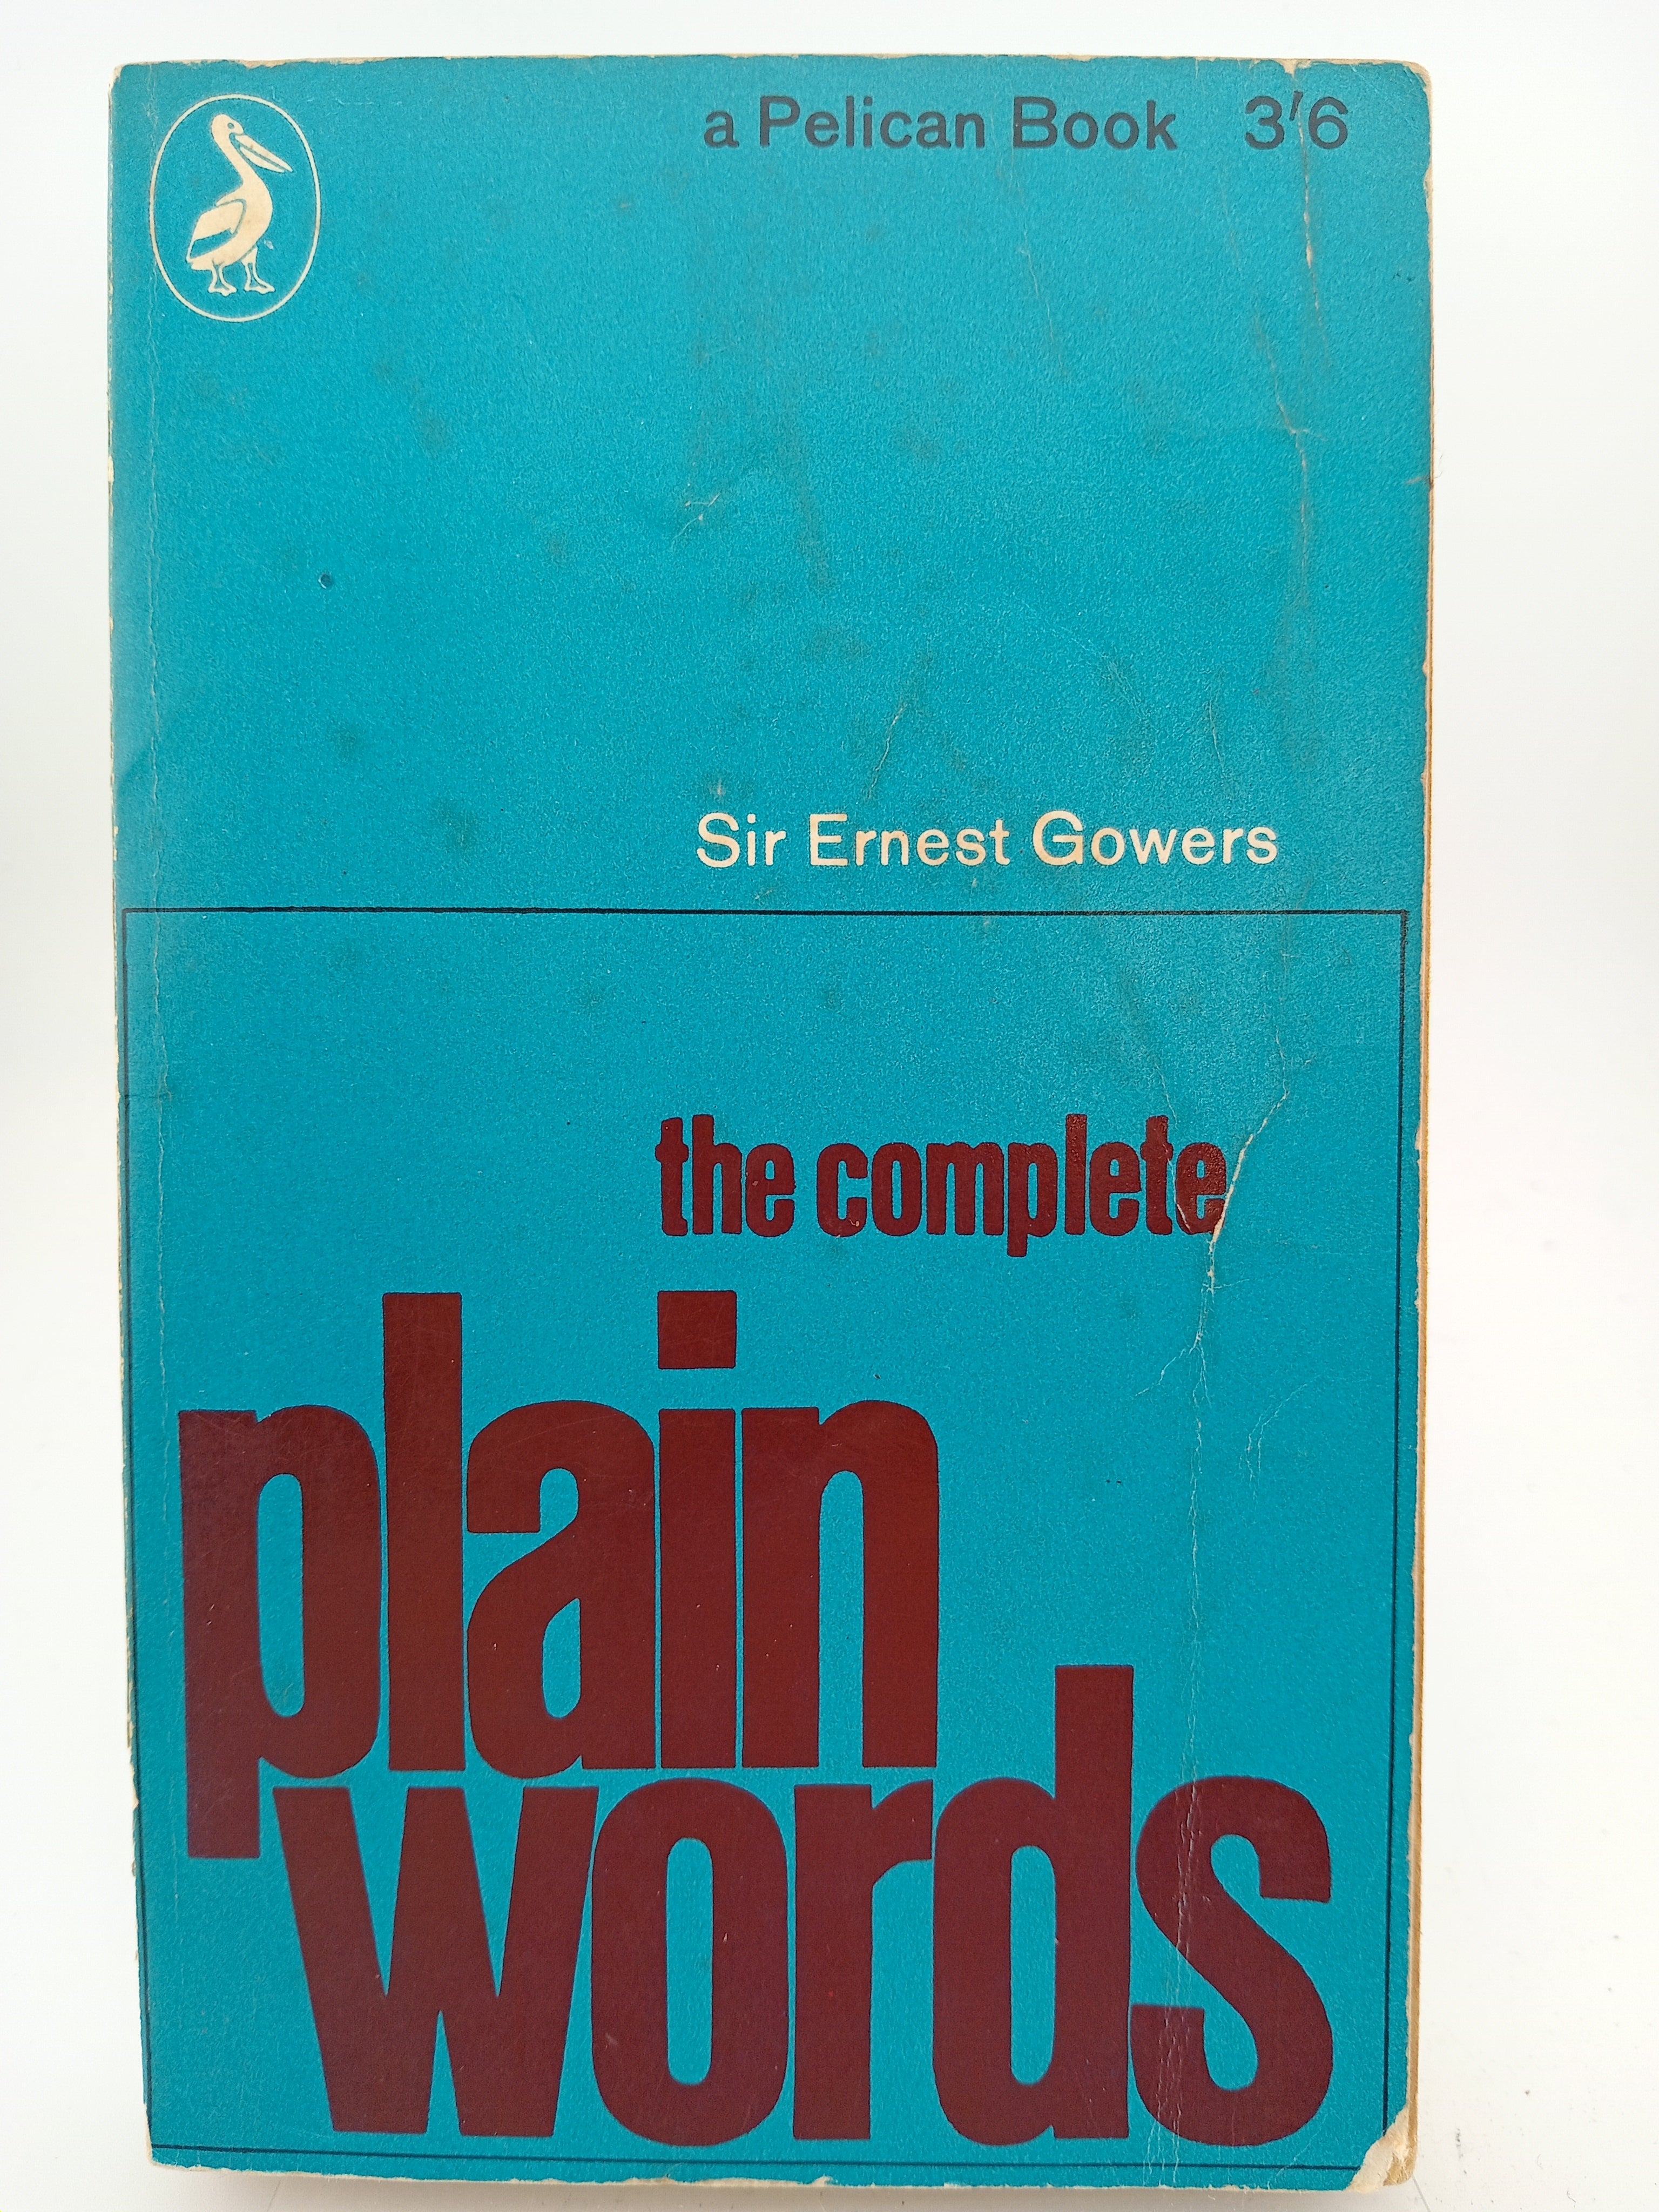 a Pelican Book 3'6
Sir Ernest Gowers
the complete
plain
words